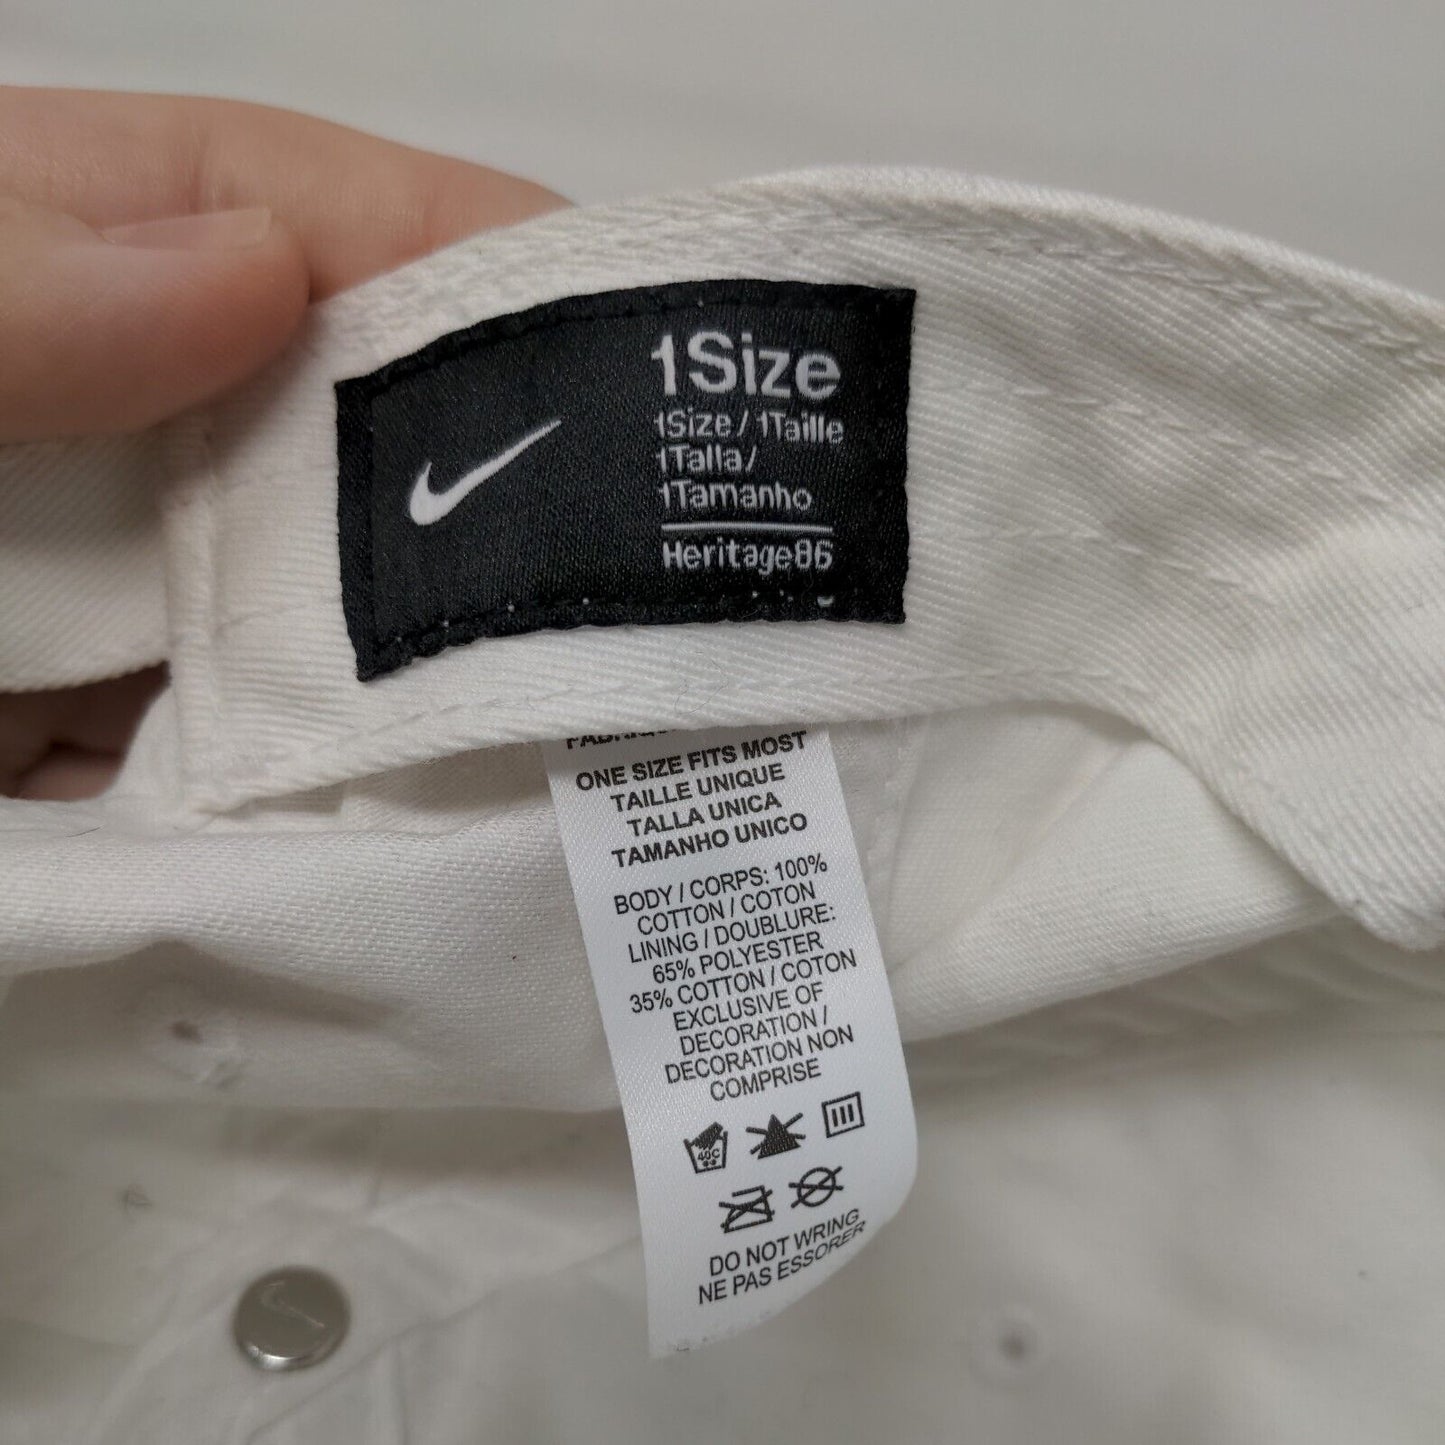 1Size
1Size / 1Taille
1Talla/
1Tamanho
Heritage86
ONE SIZE FITS MOST
TAILLE UNIQUE
TALLA UNICA
TAMANHO UNICO
BODY / CORPS: 100%
COTTON / COTON
LINING / DOUBLURE:
65% POLYESTER
35% COTTON / COTON
EXCLUSIVE OF
DECORATION /
DECORATION NON
COMPRISE
40C
DO NOT WRING
NE PAS ESSORER